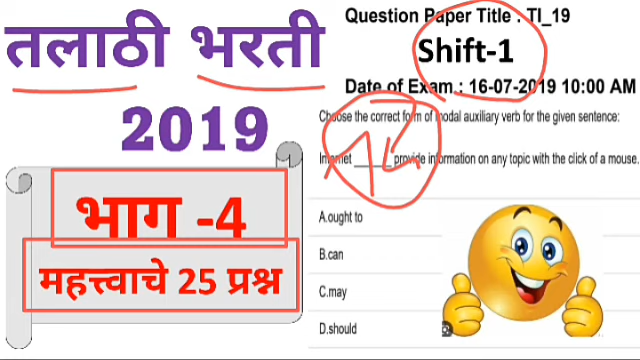 तलाठी भरती
2019
भाग -4
महत्त्वाचे 25 प्रश्न
Question Paper Title : TI_19
Shift-1
Date of Exam : 16-07-2019 10:00 AM
Choose the correct form of modal auxiliary verb for the given sentence:
Internet ______ provide information on any topic with the click of a mouse.
A.ought to
B.can
C.may
D.should